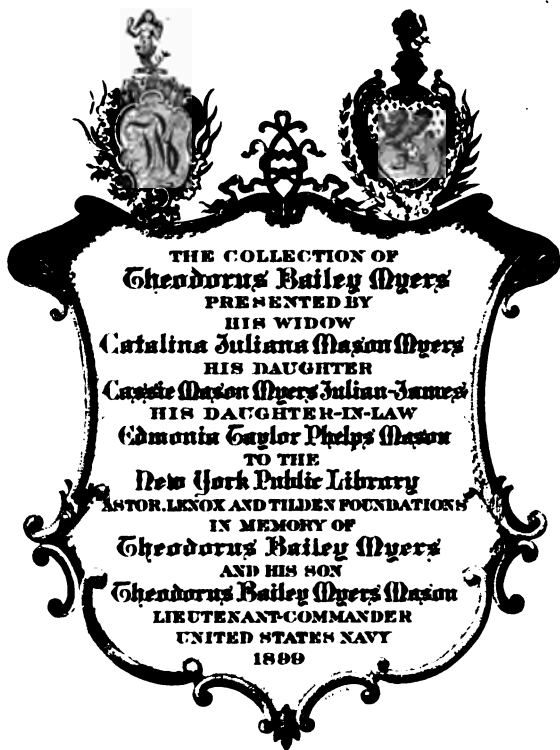 THE COLLECTION OF
Theodorus Bailey Myers
PRESENTED BY
HIS WIDOW
Catalina Juliana Mason Myers
HIS DAUGHTER
Cassie Mason Myers Julian-James
HIS DAUGHTER-IN-LAW
Edmonia Taylor Phelps Mason
TO THE
New York Public Library
ASTOR, LENOX AND TILDEN FOUNDATIONS
IN MEMORY OF
Theodorus Bailey Myers
AND HIS SON
Theodorus Bailey Myers Mason
LIEUTENANT-COMMANDER
UNITED STATES NAVY
1899